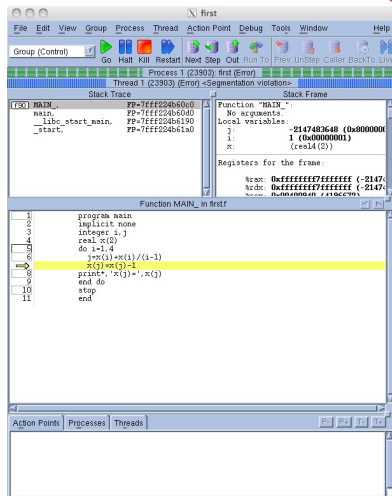 first
File Edit View Group Process Thread Action Point Debug Tools Window Help
Group (Control)
Go Halt Kill Restart Next Step Out Run To Prev UnStep Caller BackTo Live
Process 1 (23903): first (Error)
Thread 1 (23903) (Error) <Segmentation violation>
Stack Trace
f90 MAIN_, FP=7fff224b60c0
main, FP=7fff224b60d0
__libc_start_main, FP=7fff224b6190
_start, FP=7fff224b61a0
Stack Frame
Function "MAIN_":
No arguments.
Local variables:
j: -2147483648 (0x8000000
i: 1 (0x00000001)
x: (real4(2))
Registers for the frame:
%rax: 0xffffffff7fffffff (-21474
%rdx: 0xffffffff7fffffff (-2147
Function MAIN_ in first.f
1 program main
2 implicit none
3 integer i,j
4 real x(2)
5 do i=1,4
6 j=x(i)+x(i)/(i-1)
x(j)=x(j)-1
8 print*,'x(j)=',x(j)
9 end do
10 stop
11 end
Action Points Processes Threads P- P+ T- T+